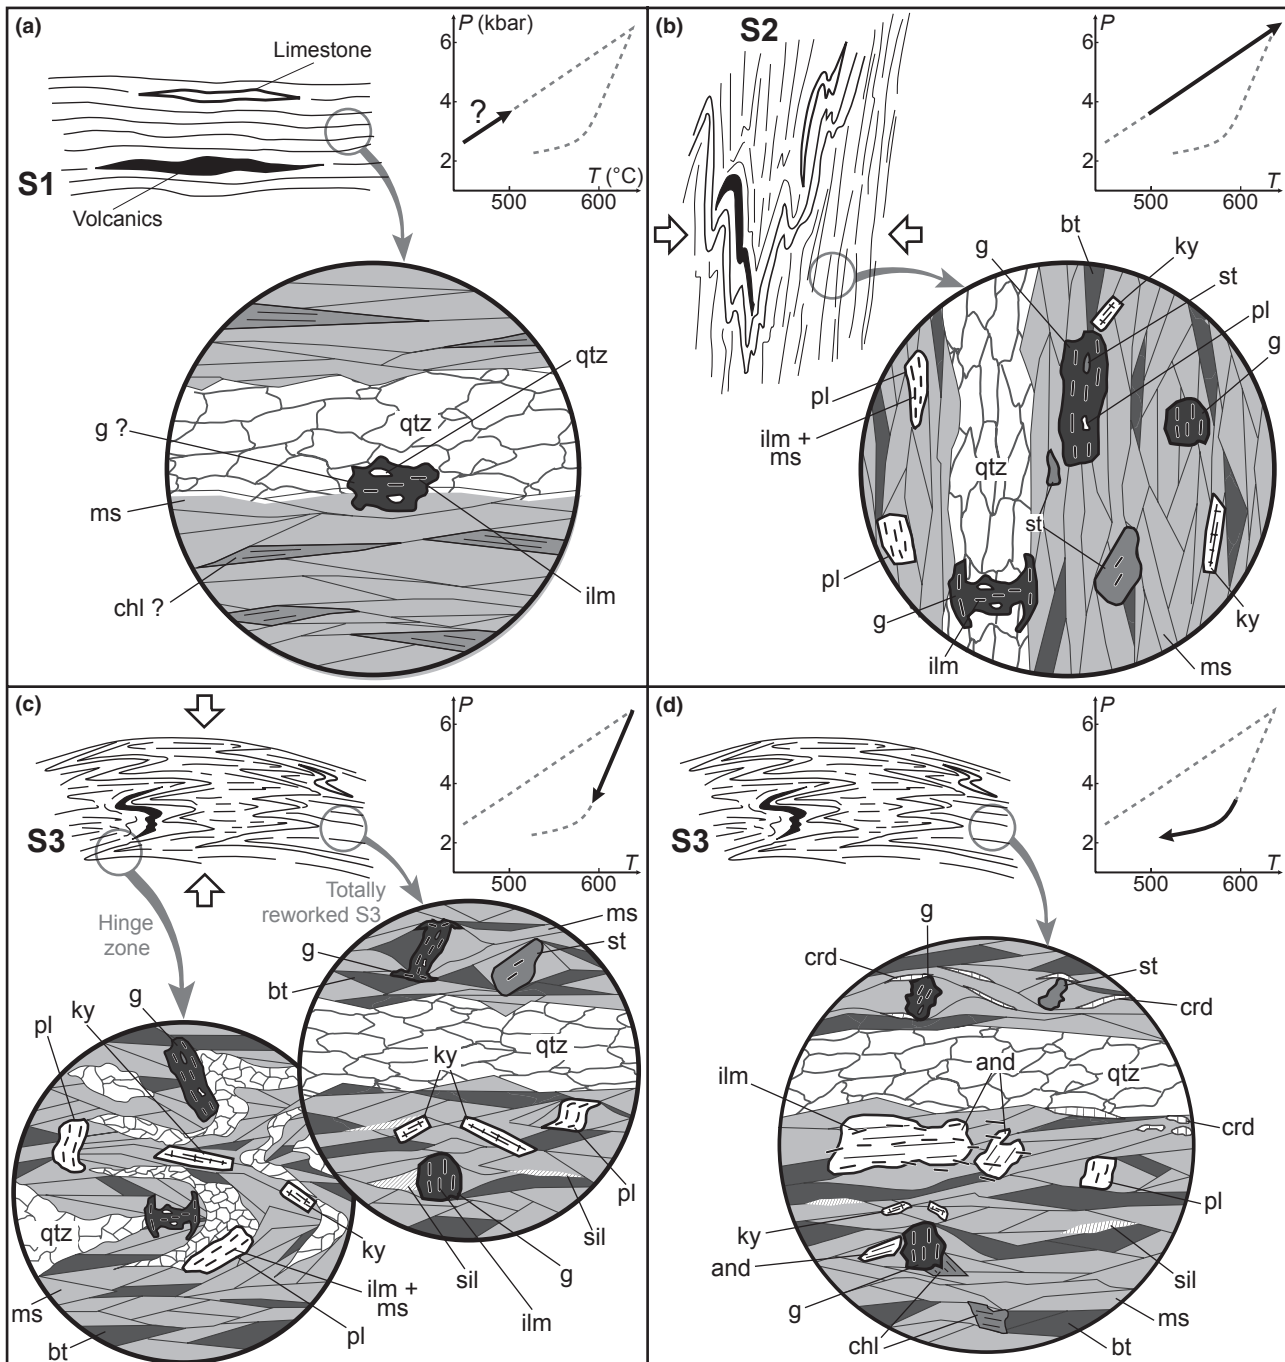 (a)
Limestone
Volcanics
S1
P (kbar)
6
4
2
?
T (°C)
500
600
qtz
qtz
g ?
ms
chl ?
ilm
(b)
S2
P
6
4
2
T
500
600
bt
g
ky
st
pl
g
pl
ilm +
ms
qtz
st
pl
g
ilm
ky
ms
(c)
S3
P
6
4
2
T
500
600
Hinge
zone
Totally
reworked S3
ms
st
g
bt
qtz
ky
pl
sil
sil
g
ilm
g
ky
pl
qtz
ms
bt
ky
ilm +
ms
pl
(d)
S3
P
6
4
2
T
500
600
g
crd
st
crd
and
ilm
qtz
crd
pl
ky
and
sil
g
chl
ms
bt